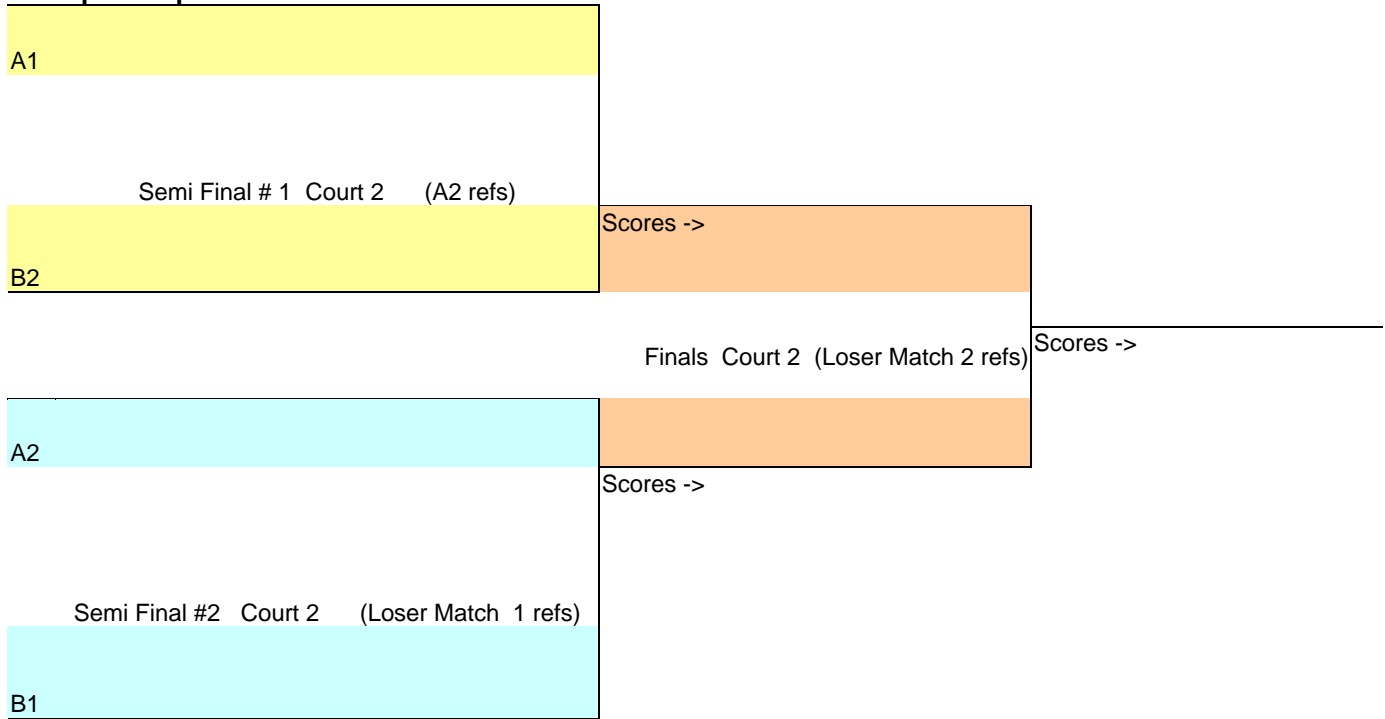 A1
Semi Final # 1 Court 2 (A2 refs)
Scores ->
B2
Finals Court 2 (Loser Match 2 refs)
Scores ->
A2
Scores ->
Semi Final #2 Court 2 (Loser Match 1 refs)
B1